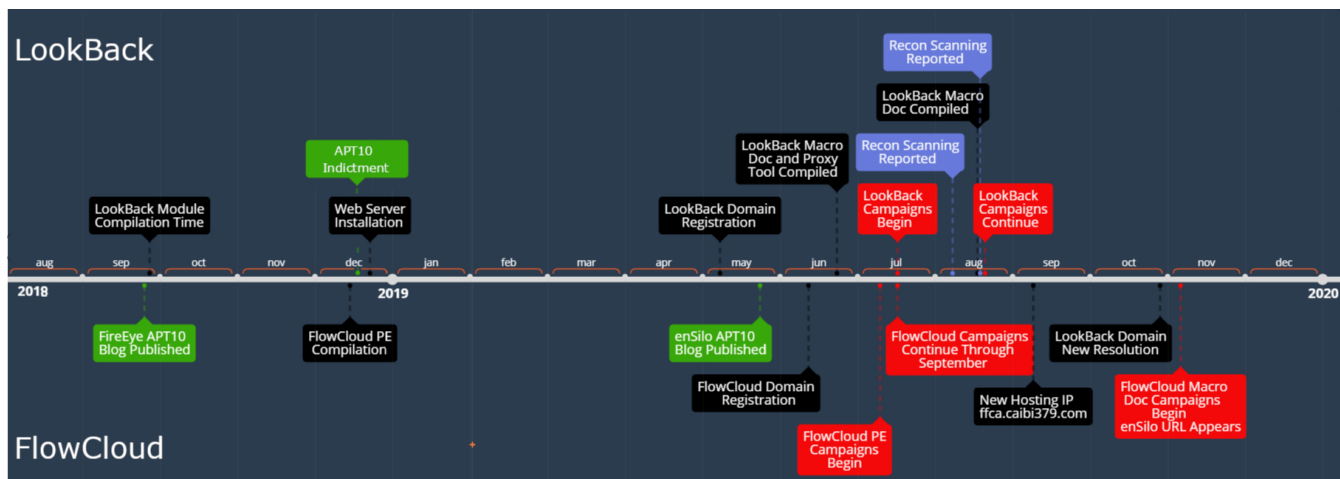 LookBack
Recon Scanning
Reported
LookBack Macro
Doc Compiled
APT10
Indictment
LookBack Macro
Doc and Proxy
Tool Compiled
Recon Scanning
Reported
LookBack Module
Compilation Time
Web Server
Installation
LookBack Domain
Registration
LookBack
Campaigns
Begin
LookBack
Campaigns
Continue
aug sep oct nov dec jan feb mar apr may jun jul aug sep oct nov dec
2018 2019 2020
FireEye APT10
Blog Published
FlowCloud PE
Compilation
enSilo APT10
Blog Published
FlowCloud Campaigns
Continue Through
September
LookBack Domain
New Resolution
FlowCloud Domain
Registration
New Hosting IP
ffca.caibi379.com
FlowCloud Macro
Doc Campaigns
Begin
enSilo URL Appears
FlowCloud PE
Campaigns
Begin
FlowCloud